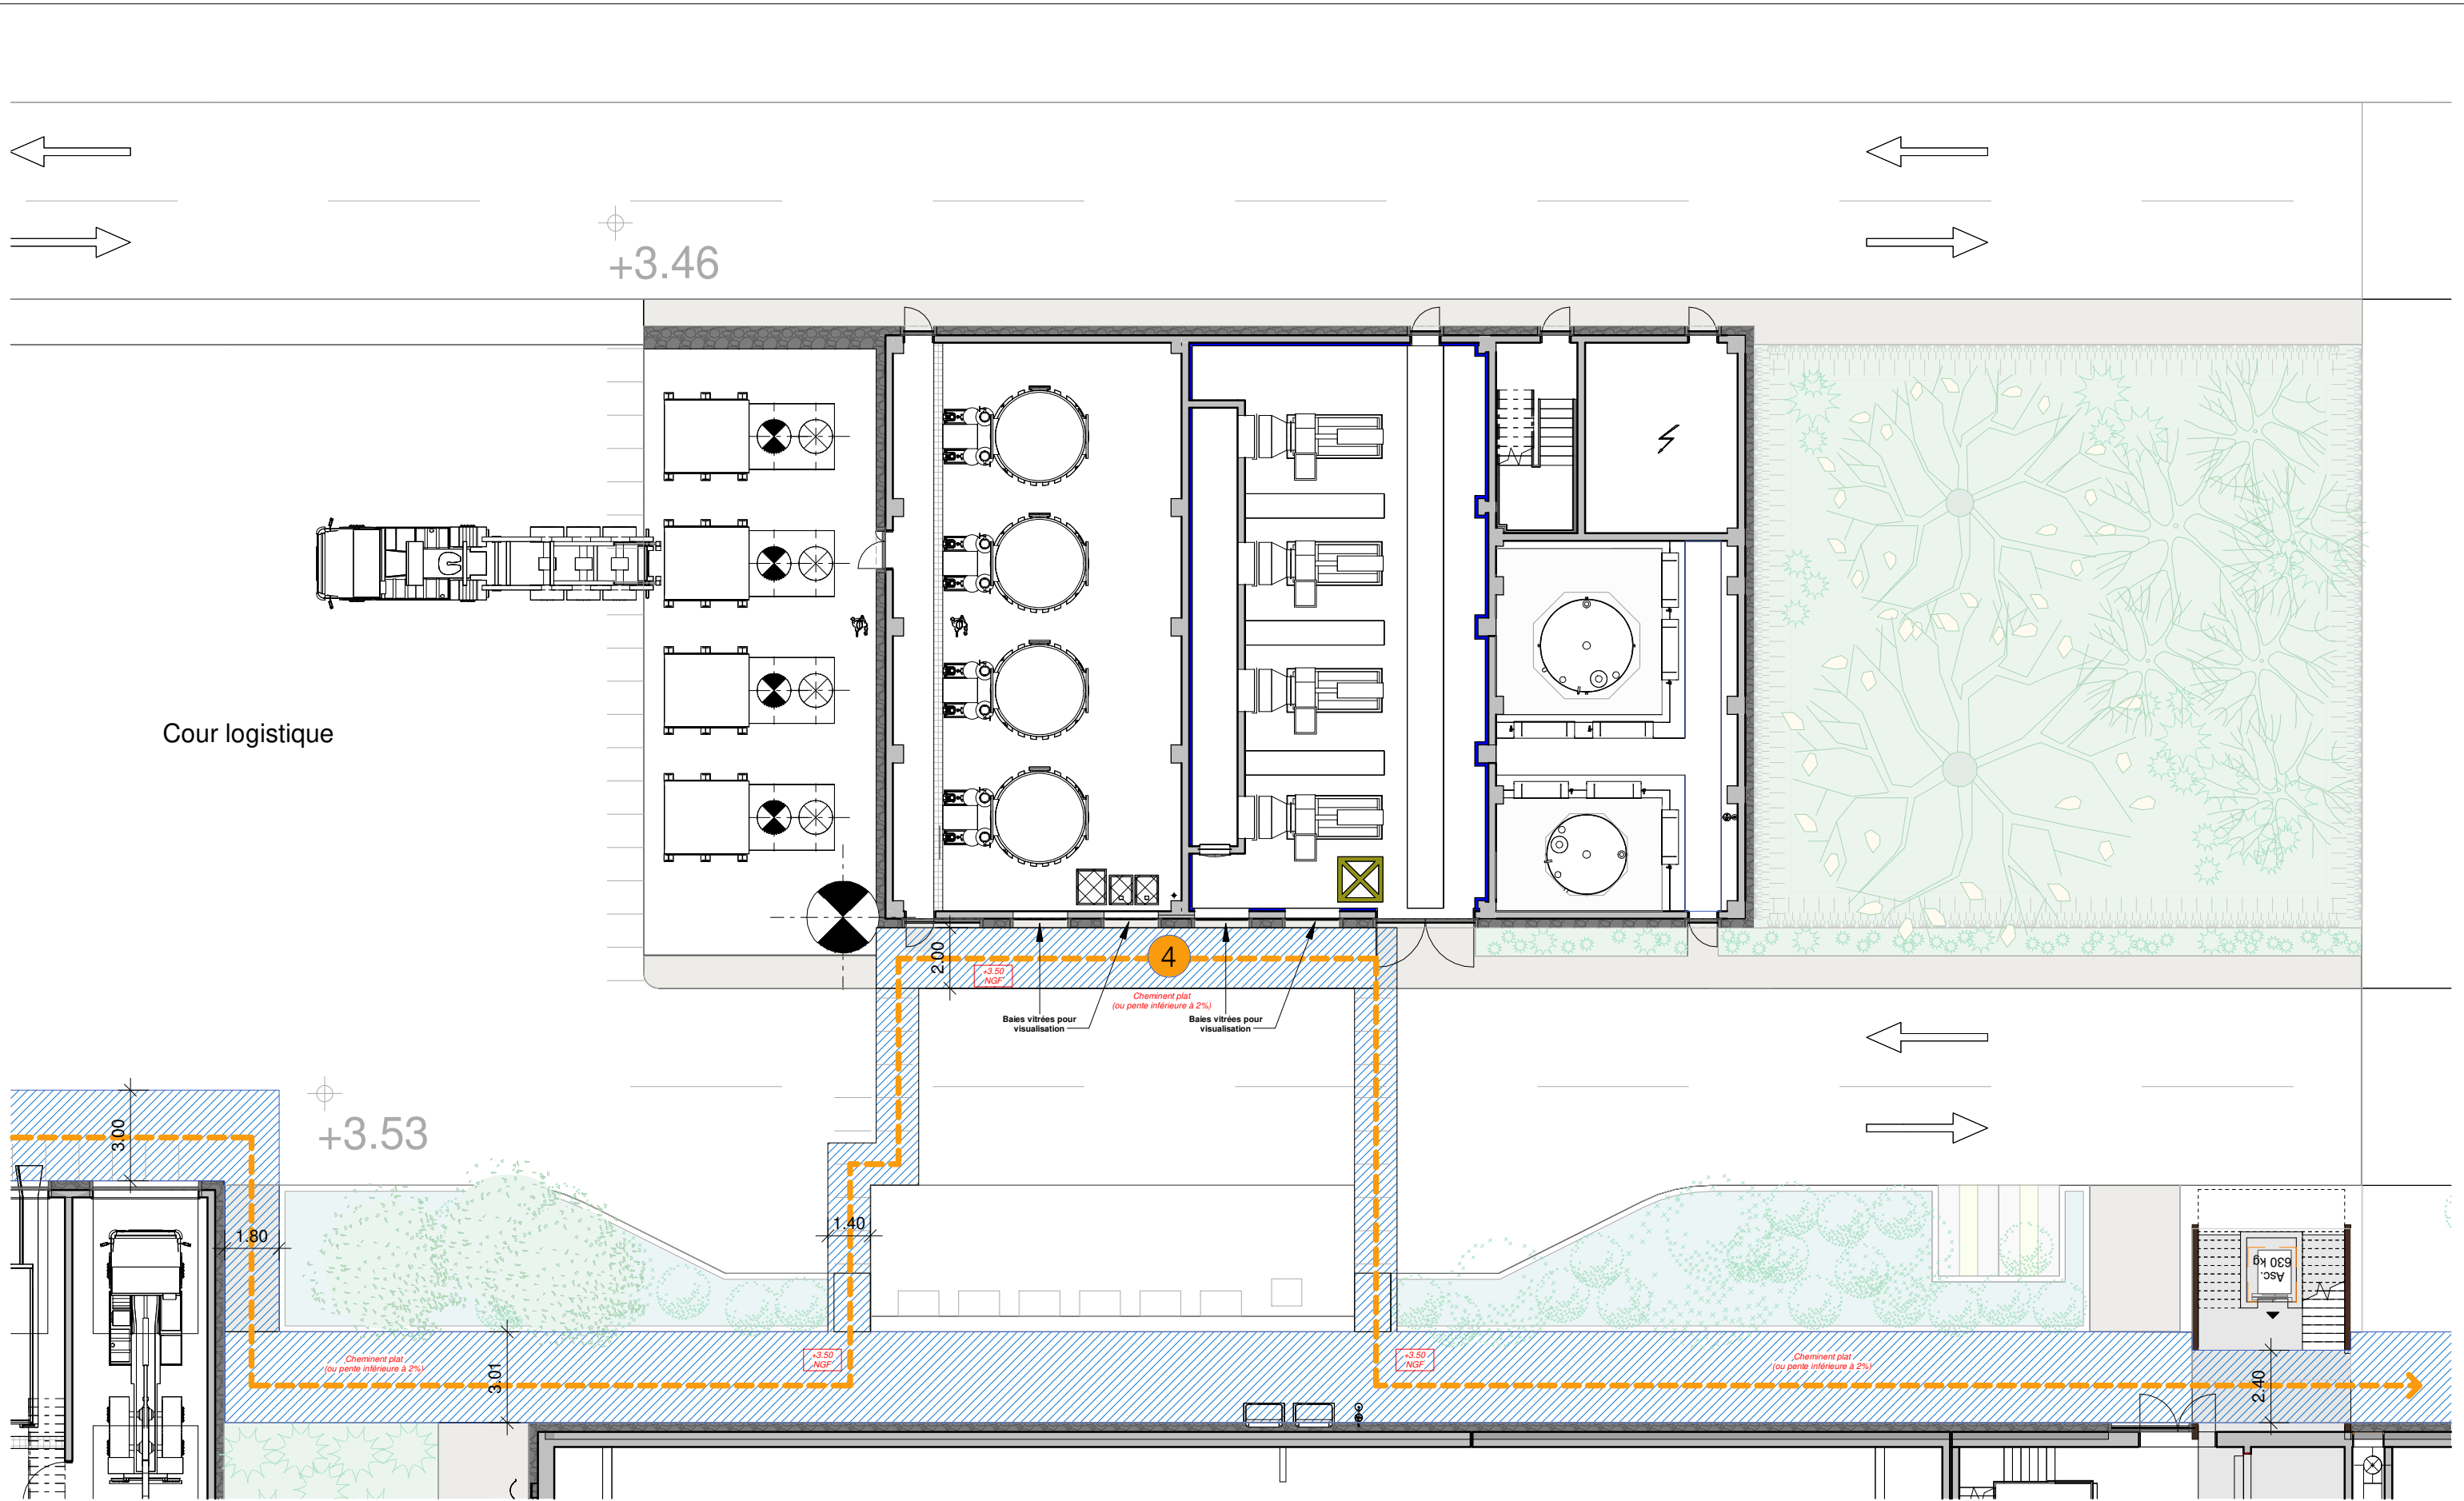 +3.46
Cour logistique
2.00
4
+3.50
NGF
Cheminent plat
(ou pente inférieure à 2%)
Baies vitrées pour
visualisation
Baies vitrées pour
visualisation
3.00
+3.53
1.80
1.40
Asc.
630 kg
Cheminent plat
(ou pente inférieure à 2%)
3.01
+3.50
NGF
+3.50
NGF
Cheminent plat
(ou pente inférieure à 2%)
2.40